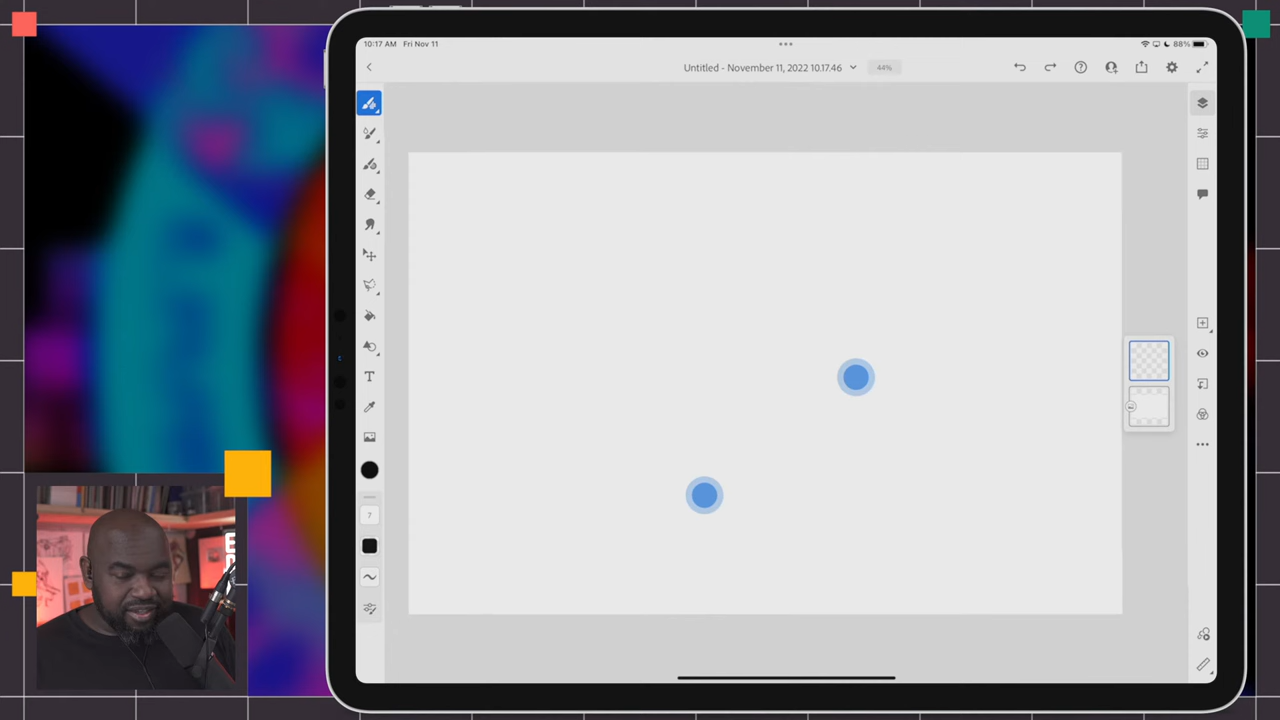 10:17 AM Fri Nov 11
88%
Untitled - November 11, 2022 10.17.46
44%
T
7